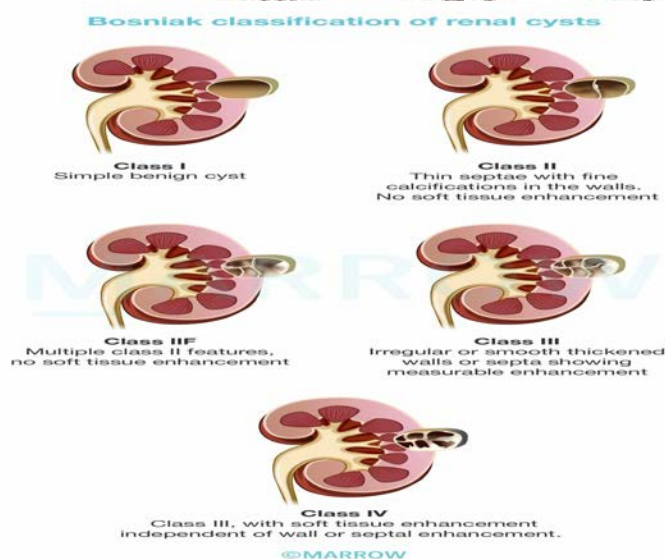 Bosniak classification of renal cysts
Class I
Simple benign cyst
Class II
Thin septae with fine
calcifications in the walls.
No soft tissue enhancement
MARROW
Class IIF
Multiple class II features,
no soft tissue enhancement
Class III
Irregular or smooth thickened
walls or septa showing
measurable enhancement
Class IV
Class III, with soft tissue enhancement
independent of wall or septal enhancement.
©MARROW